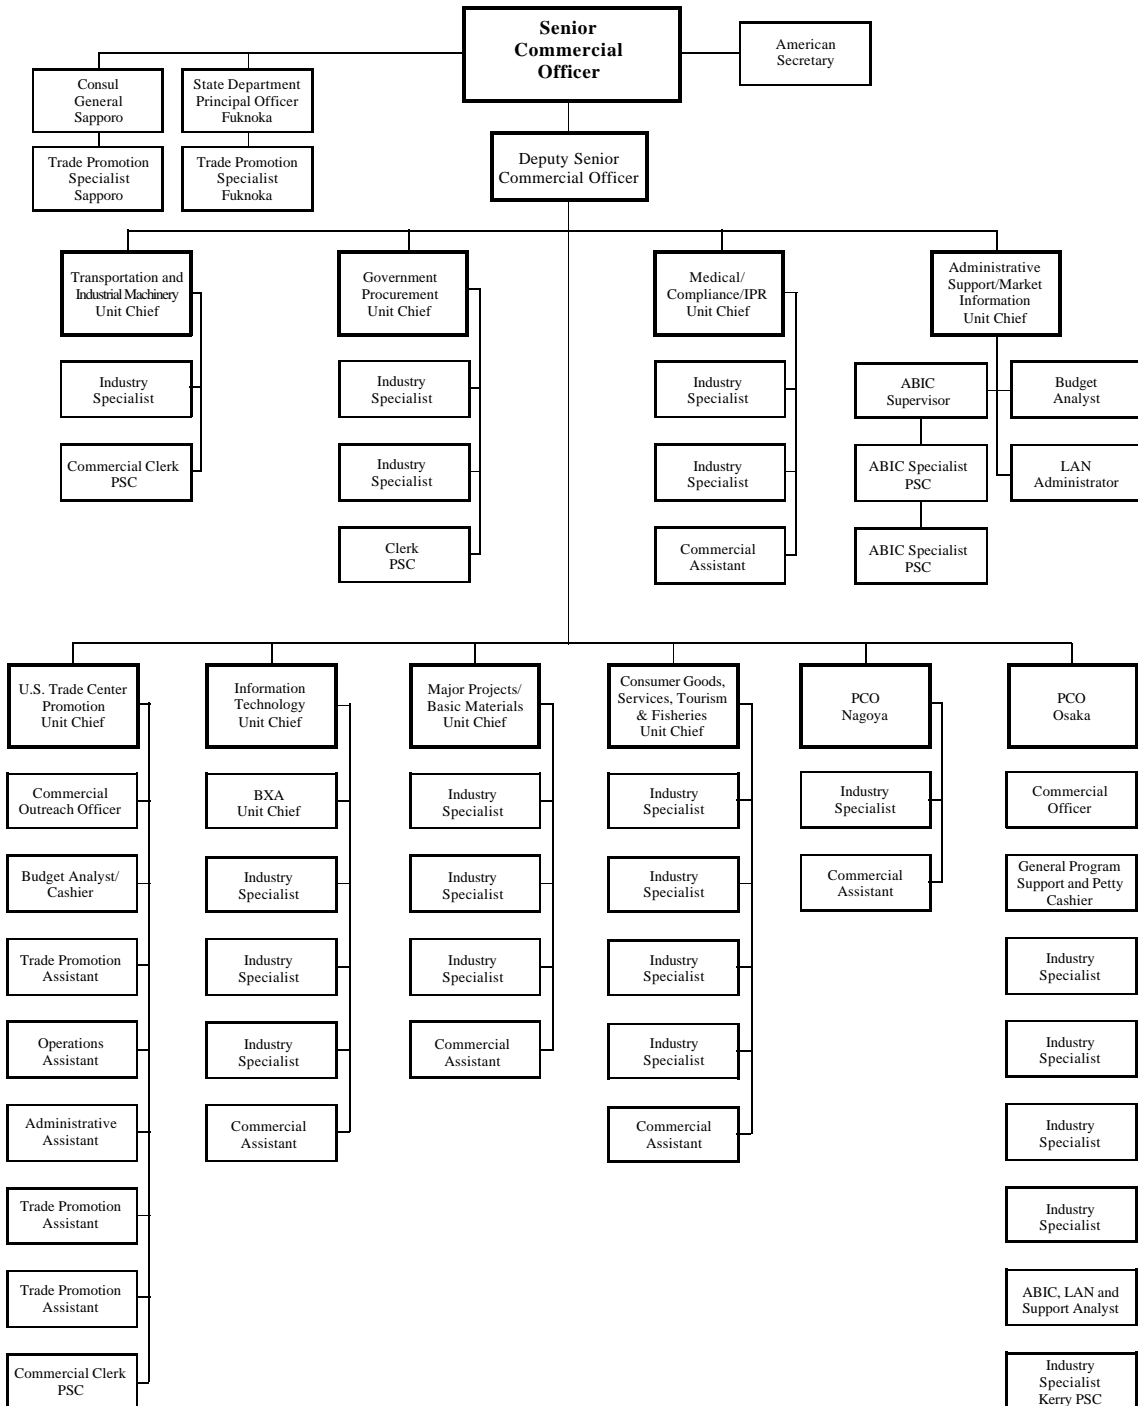 Senior
Commercial
Officer
American
Secretary
Consul
General
Sapporo
State Department
Principal Officer
Fuknoka
Trade Promotion
Specialist
Sapporo
Trade Promotion
Specialist
Fuknoka
Deputy Senior
Commercial Officer
Transportation and
Industrial Machinery
Unit Chief
Industry
Specialist
Commercial Clerk
PSC
Government
Procurement
Unit Chief
Industry
Specialist
Industry
Specialist
Clerk
PSC
Medical/
Compliance/IPR
Unit Chief
Industry
Specialist
Industry
Specialist
Commercial
Assistant
Administrative
Support/Market
Information
Unit Chief
ABIC
Supervisor
Budget
Analyst
ABIC Specialist
PSC
LAN
Administrator
ABIC Specialist
PSC
U.S. Trade Center
Promotion
Unit Chief
Commercial
Outreach Officer
Budget Analyst/
Cashier
Trade Promotion
Assistant
Operations
Assistant
Administrative
Assistant
Trade Promotion
Assistant
Trade Promotion
Assistant
Commercial Clerk
PSC
Information
Technology
Unit Chief
BXA
Unit Chief
Industry
Specialist
Industry
Specialist
Industry
Specialist
Commercial
Assistant
Major Projects/
Basic Materials
Unit Chief
Industry
Specialist
Industry
Specialist
Industry
Specialist
Commercial
Assistant
Consumer Goods,
Services, Tourism
& Fisheries
Unit Chief
Industry
Specialist
Industry
Specialist
Industry
Specialist
Industry
Specialist
Commercial
Assistant
PCO
Nagoya
Industry
Specialist
Commercial
Assistant
PCO
Osaka
Commercial
Officer
General Program
Support and Petty
Cashier
Industry
Specialist
Industry
Specialist
Industry
Specialist
Industry
Specialist
ABIC, LAN and
Support Analyst
Industry
Specialist
Kerry PSC